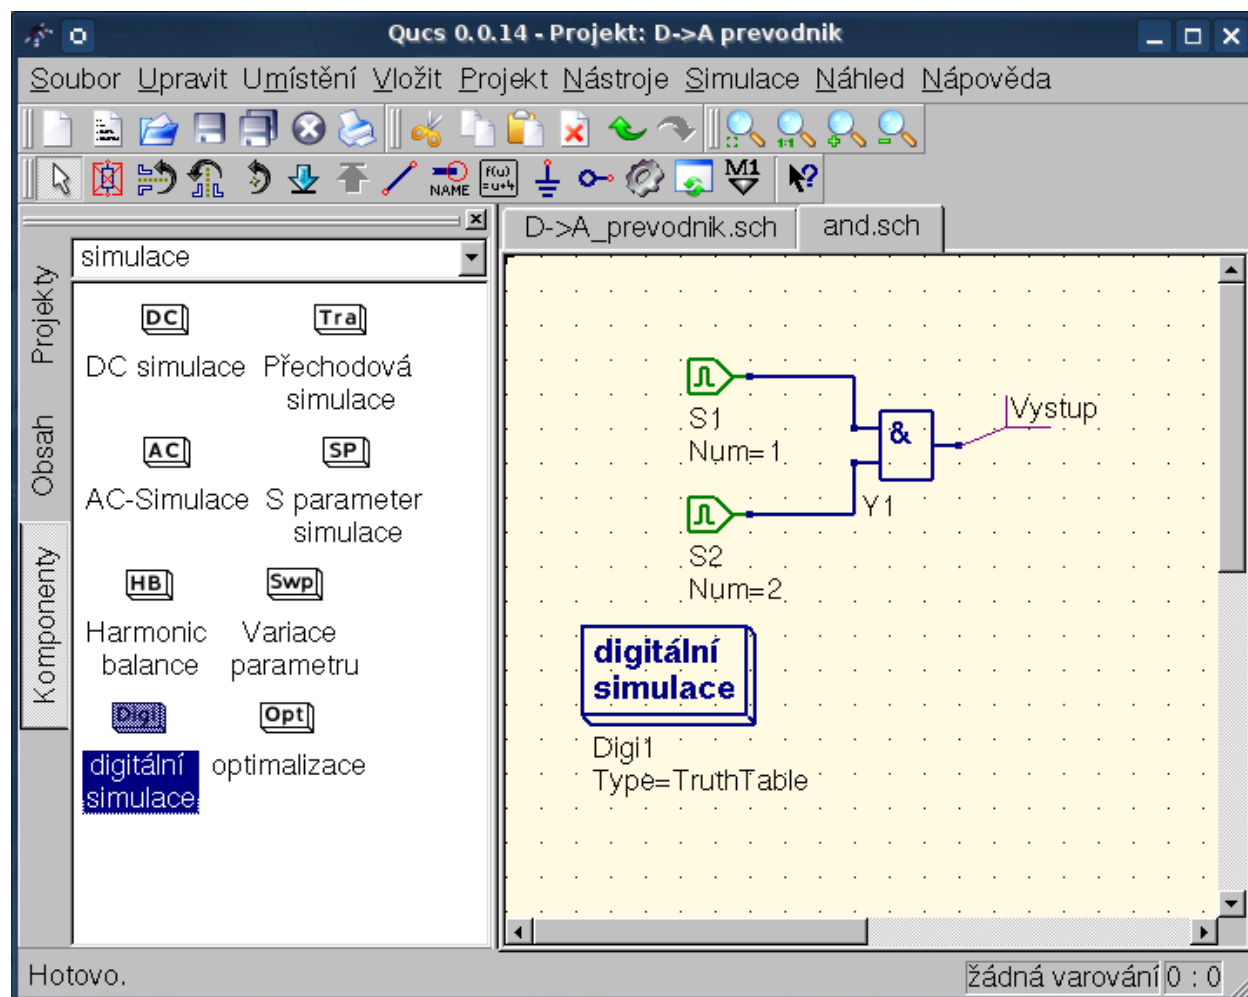 Qucs 0.0.14 - Projekt: D->A prevodnik
Soubor Upravit Umístění Vložit Projekt Nástroje Simulace Náhled Nápověda
1:1
NAME
f(u)
=u+4
M1
D->A_prevodnik.sch
and.sch
Projekty
Obsah
Komponenty
simulace
DC
Tra
DC simulace
Přechodová
simulace
AC
SP
AC-Simulace
S parameter
simulace
HB
Swp
Harmonic
balance
Variace
parametru
Digi
Opt
digitální
simulace
optimalizace
S1
Num=1
&
Vystup
Y1
S2
Num=2
digitální
simulace
Digi1
Type=TruthTable
Hotovo.
žádná varování
0 : 0